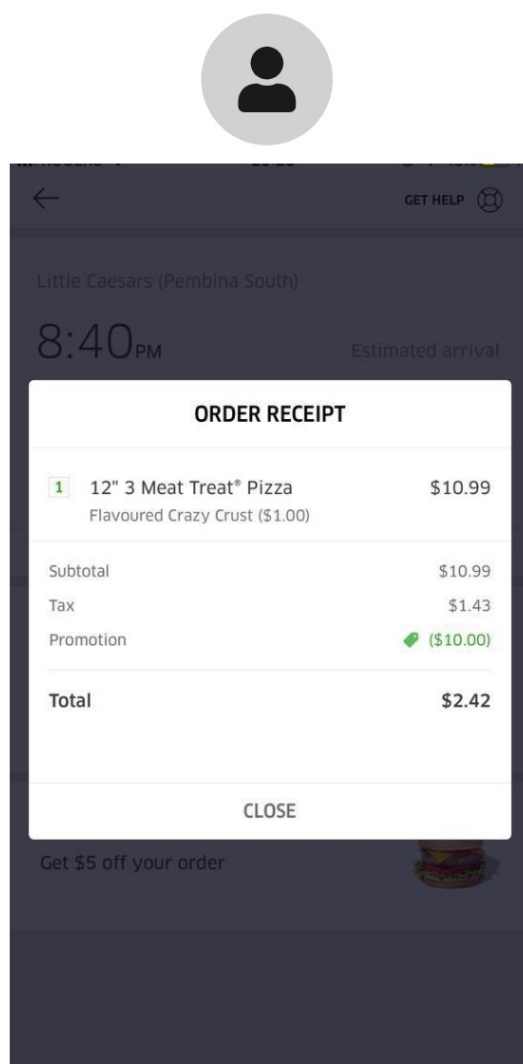 GET HELP
Little Caesars (Pembina South)
8:40 PM
Estimated arrival
ORDER RECEIPT
1 12" 3 Meat Treat® Pizza $10.99
Flavoured Crazy Crust ($1.00)
Subtotal $10.99
Tax $1.43
Promotion ($10.00)
Total $2.42
CLOSE
Get $5 off your order